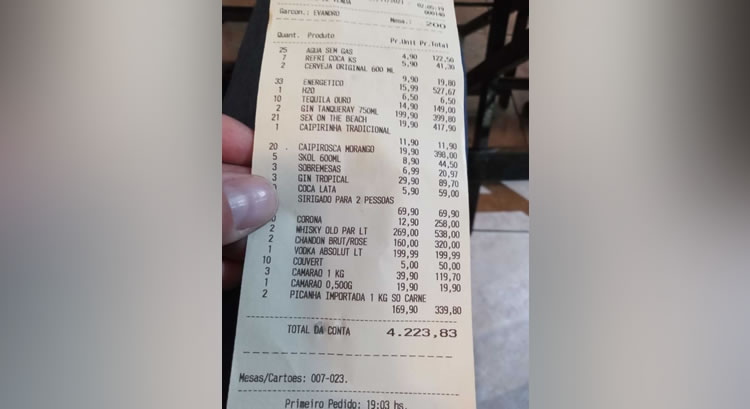 02:05:19
000140
Garcon.: EVANDRO
Mesa.: 200
Quant. Produto Pr.Unit Pr.Total
25 AGUA SEN GAS 4,90 122,50
7 REFRI COCA KS 5,90 41,30
2 CERVEJA ORIGINAL 600 ML
9,90 19,80
33 ENERGETICO 15,99 527,67
1 H2O 6,50 6,50
10 TEQUILA OURO 14,90 149,00
2 GIN TANQUERAY 750ML 199,90 399,80
21 SEX ON THE BEACH 19,90 417,90
1 CAIPIRINHA TRADICIONAL
11,90 11,90
20 CAIPIROSCA MORANGO 19,90 398,00
5 SKOL 600ML 8,90 44,50
3 SOBREMESAS 6,99 20,97
3 GIN TROPICAL 29,90 89,70
COCA LATA 5,90 59,00
SIRIGADO PARA 2 PESSOAS
69,90 69,90
CORONA 12,90 258,00
2 WHISKY OLD PAR LT 269,00 538,00
2 CHANDON BRUT/ROSE 160,00 320,00
1 VODKA ABSOLUT LT 199,99 199,99
10 COUVERT 5,00 50,00
3 CAMARAO 1 KG 39,90 119,70
1 CAMARAO 0,500G 19,90 19,90
2 PICANHA IMPORTADA 1 KG SO CARNE
169,90 339,80
TOTAL DA CONTA 4.223,83
Mesas/Cartoes: 007-023.
Primeiro Pedido: 19:03 hs.